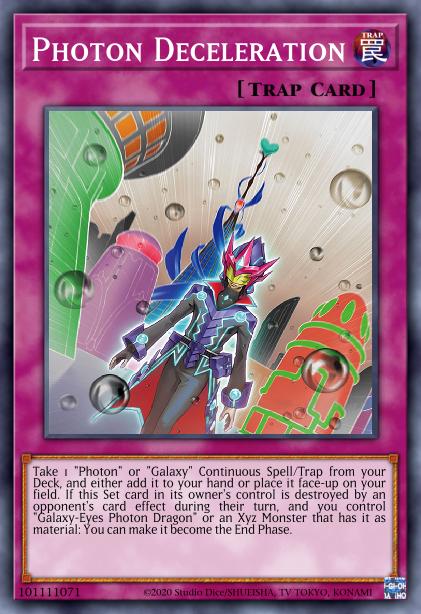 PHOTON DECELERATION
TRAP
罠
[TRAP CARD]
Take 1 "Photon" or "Galaxy" Continuous Spell/Trap from your
Deck, and either add it to your hand or place it face-up on your
field. If this Set card in its owner's control is destroyed by an
opponent's card effect during their turn, and you control
"Galaxy-Eyes Photon Dragon" or an Xyz Monster that has it as
material: You can make it become the End Phase.
101111071
©2020 Studio Dice/SHUEISHA, TV TOKYO, KONAMI